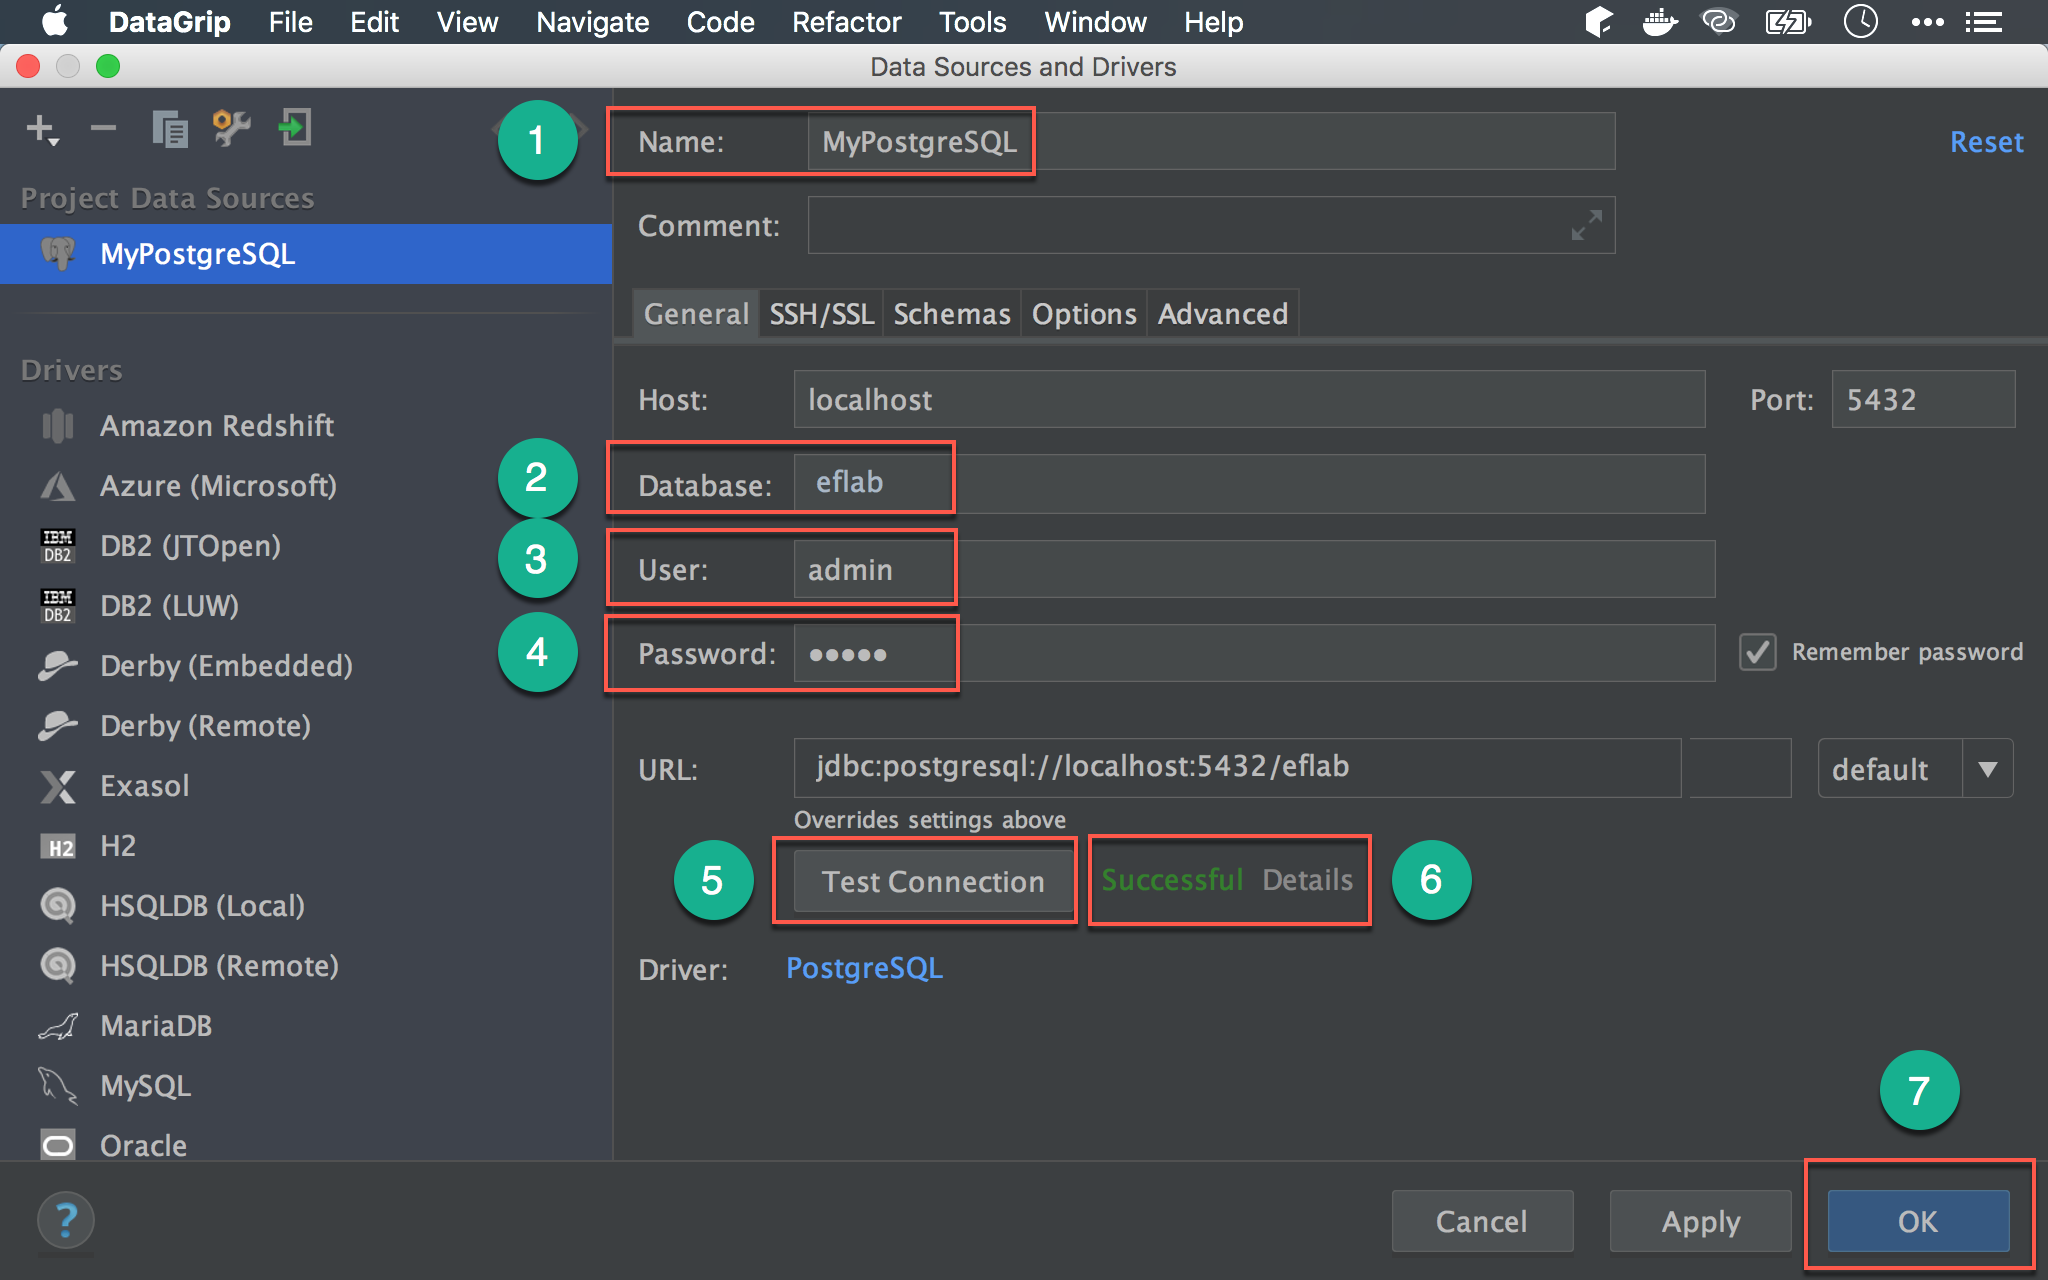 DataGrip File Edit View Navigate Code Refactor Tools Window Help
Data Sources and Drivers
1 Name: MyPostgreSQL Reset
Project Data Sources
Comment:
MyPostgreSQL
General SSH/SSL Schemas Options Advanced
Drivers
Host: localhost Port: 5432
Amazon Redshift
2 Database: eflab
Azure (Microsoft)
IBM DB2 DB2 (JTOpen)
3 User: admin
IBM DB2 DB2 (LUW)
4 Password: ●●●●● Remember password
Derby (Embedded)
Derby (Remote)
URL: jdbc:postgresql://localhost:5432/eflab default
Exasol
Overrides settings above
H2 H2
5 Test Connection Successful Details 6
HSQLDB (Local)
HSQLDB (Remote)
Driver: PostgreSQL
MariaDB
MySQL
7
Oracle
? Cancel Apply OK